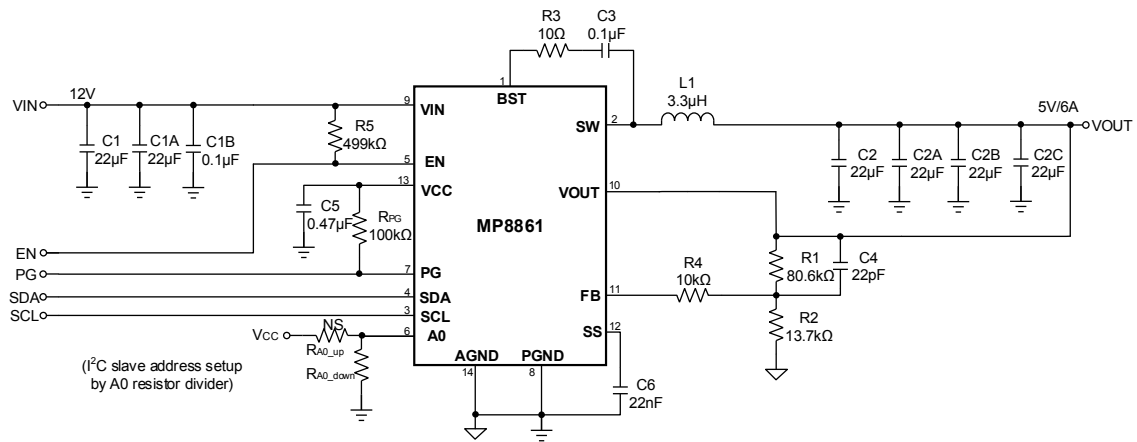 R3
10Ω
C3
0.1µF
1
BST
L1
3.3µH
12V
VIN
9
VIN
SW
2
5V/6A
VOUT
C1
22µF
C1A
22µF
C1B
0.1µF
R5
499kΩ
5
EN
13
VCC
C5
0.47µF
RPG
100kΩ
MP8861
VOUT
10
C2
22µF
C2A
22µF
C2B
22µF
C2C
22µF
EN
PG
7
PG
SDA
4
SDA
SCL
3
SCL
R4
10kΩ
FB
11
R1
80.6kΩ
C4
22pF
R2
13.7kΩ
SS
12
VCC
NS
6
A0
RA0_up
RA0_down
(I²C slave address setup
by A0 resistor divider)
AGND
14
PGND
8
C6
22nF